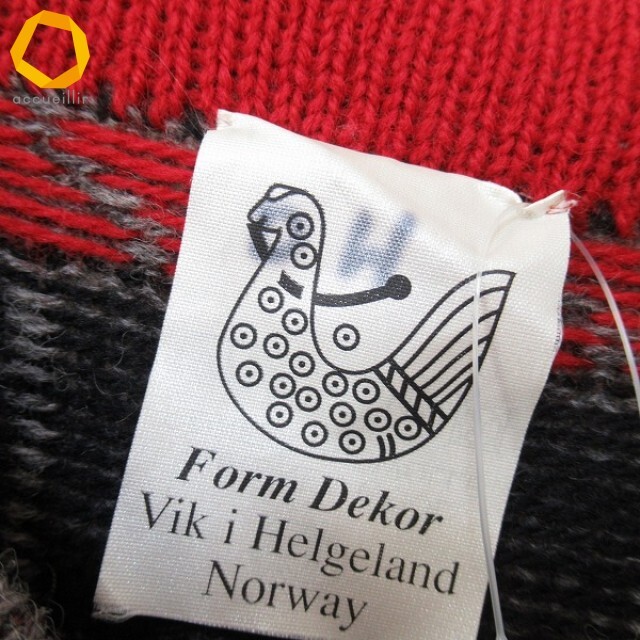 accueillir
H
Form Dekor
Vik i Helgeland
Norway